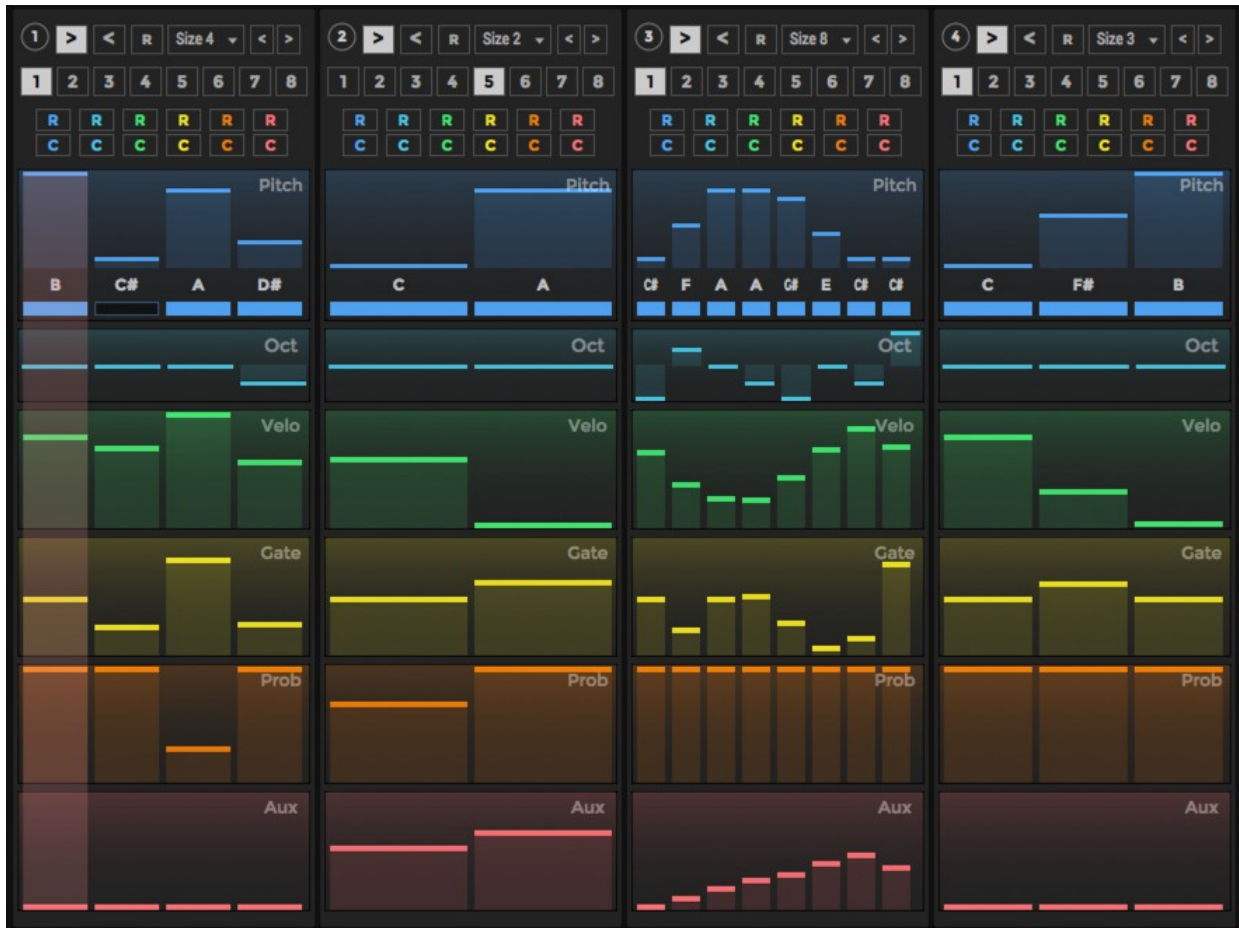 1 > < R Size 4 < > 2 > < R Size 2 < > 3 > < R Size 8 < > 4 > < R Size 3 < >
1 2 3 4 5 6 7 8 1 2 3 4 5 6 7 8 1 2 3 4 5 6 7 8 1 2 3 4 5 6 7 8
R R R R R R R R R R R R R R R R R R R R R R R R
C C C C C C C C C C C C C C C C C C C C C C C C
Pitch Pitch Pitch Pitch
B C# A D# C A C# F A A G# E C# C# C F# B
Oct Oct Oct Oct
Velo Velo Velo Velo
Gate Gate Gate Gate
Prob Prob Prob Prob
Aux Aux Aux Aux